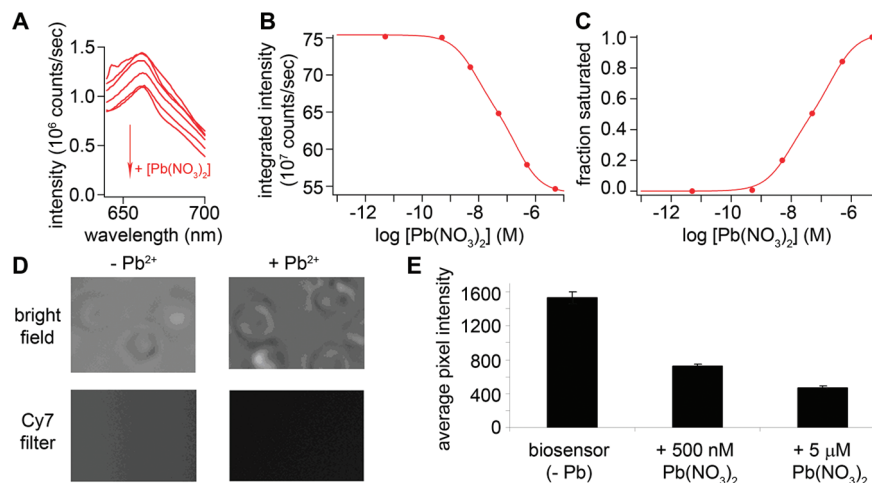 A
intensity (10⁶ counts/sec)
1.5
1.0
0.5
0.0
+ [Pb(NO₃)₂]
650
700
wavelength (nm)
B
integrated intensity
(10⁷ counts/sec)
75
70
65
60
55
-12
-10
-8
-6
log [Pb(NO₃)₂] (M)
C
fraction saturated
1.0
0.8
0.6
0.4
0.2
0.0
-12
-10
-8
-6
log [Pb(NO₃)₂] (M)
D
- Pb²⁺
+ Pb²⁺
bright
field
Cy7
filter
E
average pixel intensity
1600
1200
800
400
0
biosensor
(- Pb)
+ 500 nM
Pb(NO₃)₂
+ 5 µM
Pb(NO₃)₂